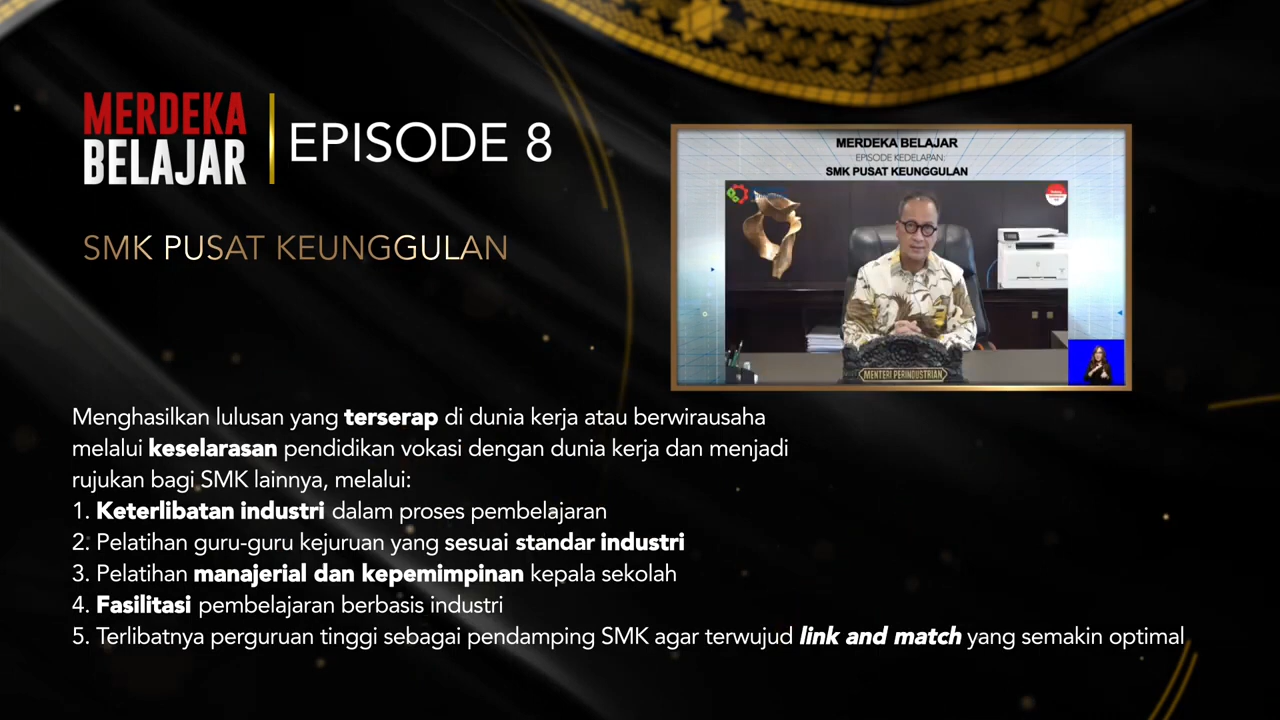 MERDEKA
BELAJAR
EPISODE 8
SMK PUSAT KEUNGGULAN
MERDEKA BELAJAR
EPISODE KEDELAPAN:
SMK PUSAT KEUNGGULAN
MENTERI PERINDUSTRIAN
Menghasilkan lulusan yang terserap di dunia kerja atau berwirausaha
melalui keselarasan pendidikan vokasi dengan dunia kerja dan menjadi
rujukan bagi SMK lainnya, melalui:
1. Keterlibatan industri dalam proses pembelajaran
2. Pelatihan guru-guru kejuruan yang sesuai standar industri
3. Pelatihan manajerial dan kepemimpinan kepala sekolah
4. Fasilitasi pembelajaran berbasis industri
5. Terlibatnya perguruan tinggi sebagai pendamping SMK agar terwujud link and match yang semakin optimal